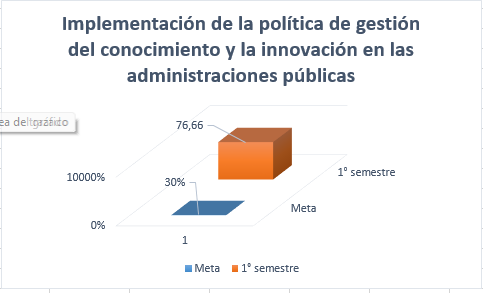 Implementación de la política de gestión
del conocimiento y la innovación en las
administraciones públicas
76,66
10000%
30%
1° semestre
0%
Meta
1
Meta
1° semestre